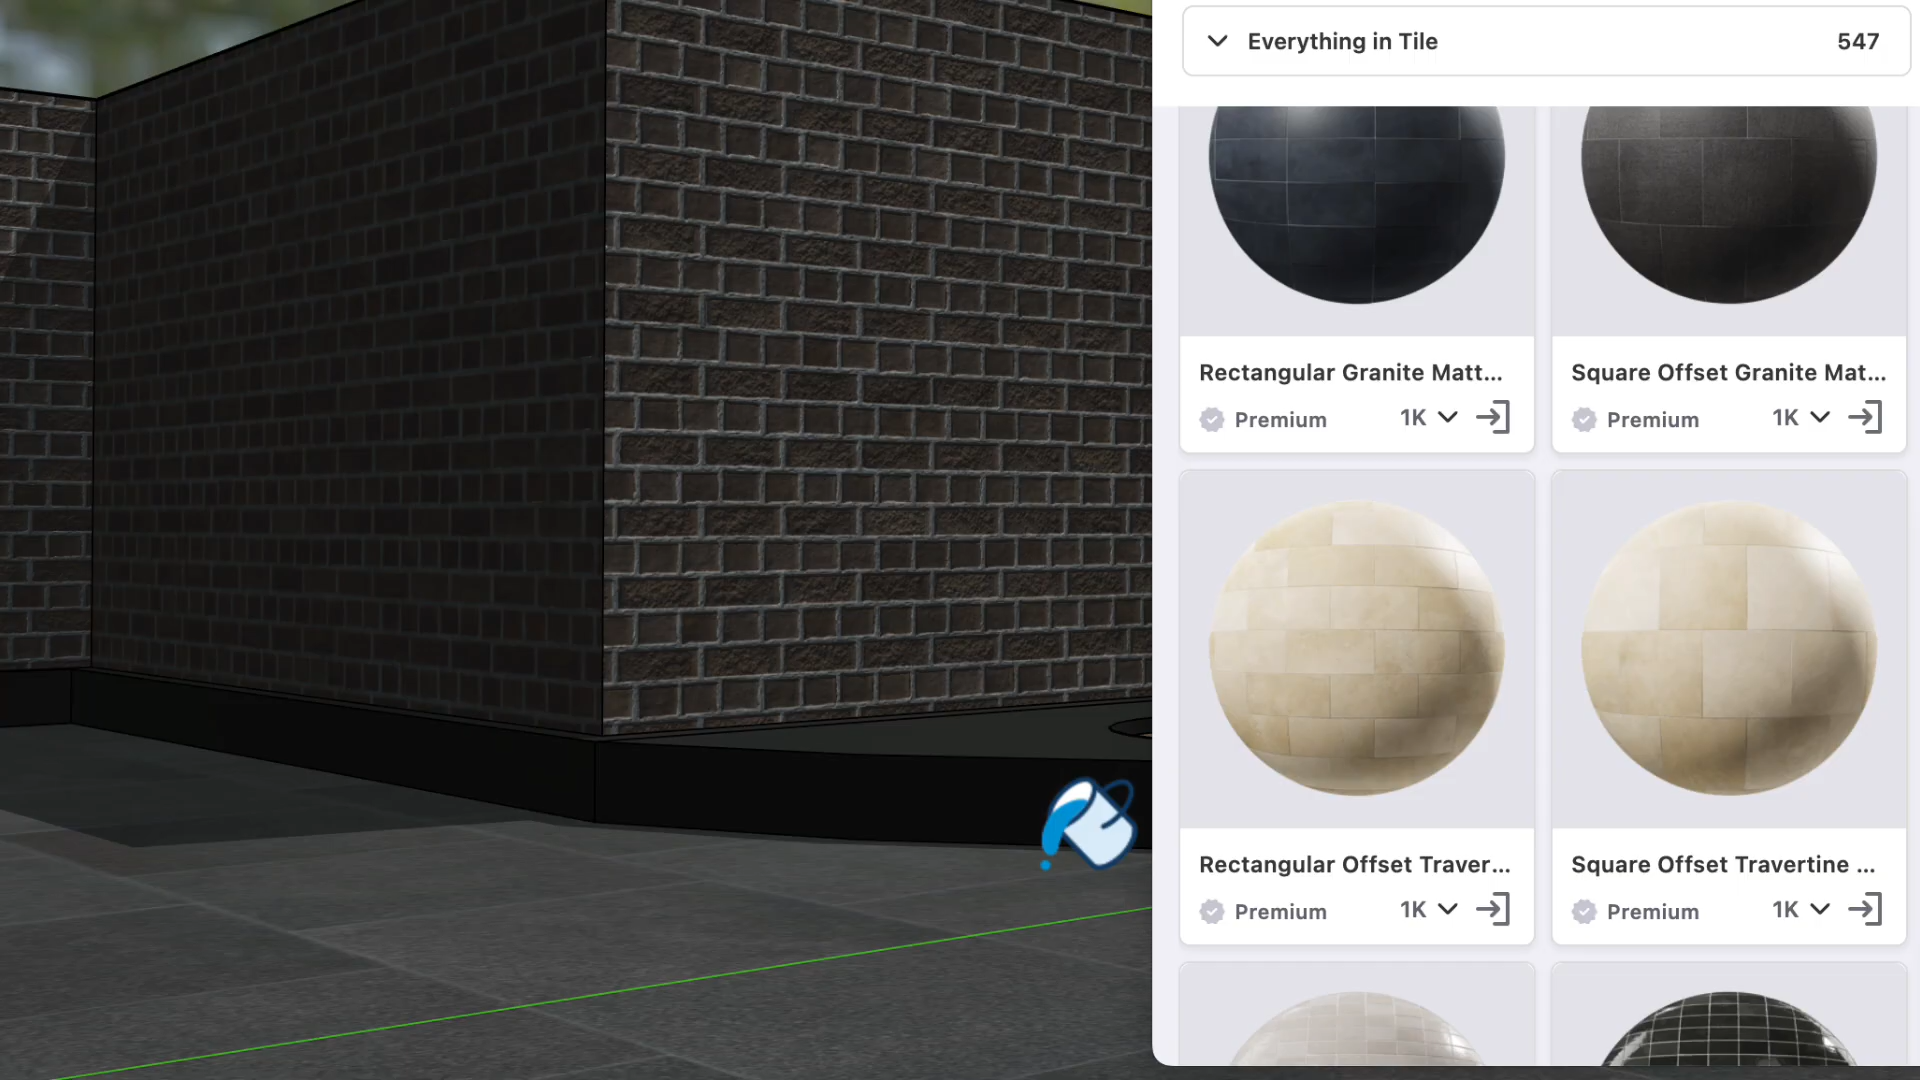 Everything in Tile 547
Rectangular Granite Matt... Square Offset Granite Mat...
Premium 1K Premium 1K
Rectangular Offset Traver... Square Offset Travertine ...
Premium 1K Premium 1K